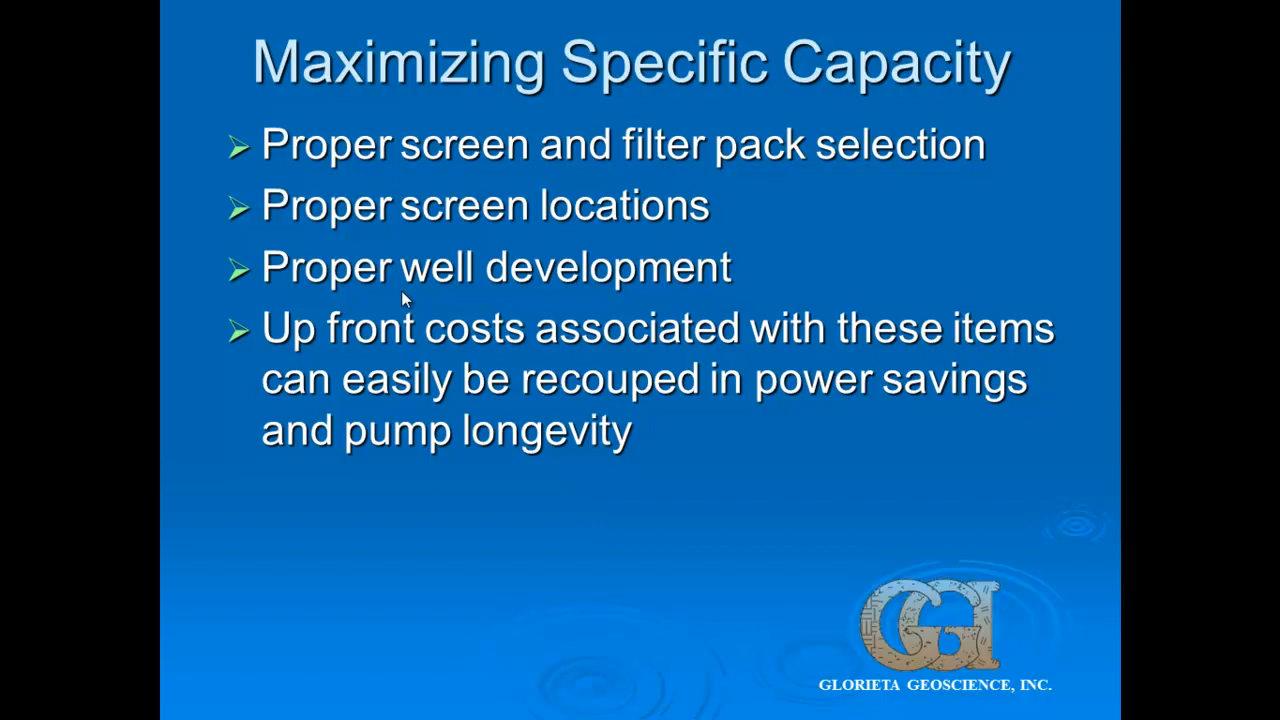 Maximizing Specific Capacity
Proper screen and filter pack selection
Proper screen locations
Proper well development
Up front costs associated with these items
can easily be recouped in power savings
and pump longevity
GGI
GLORIETA GEOSCIENCE, INC.